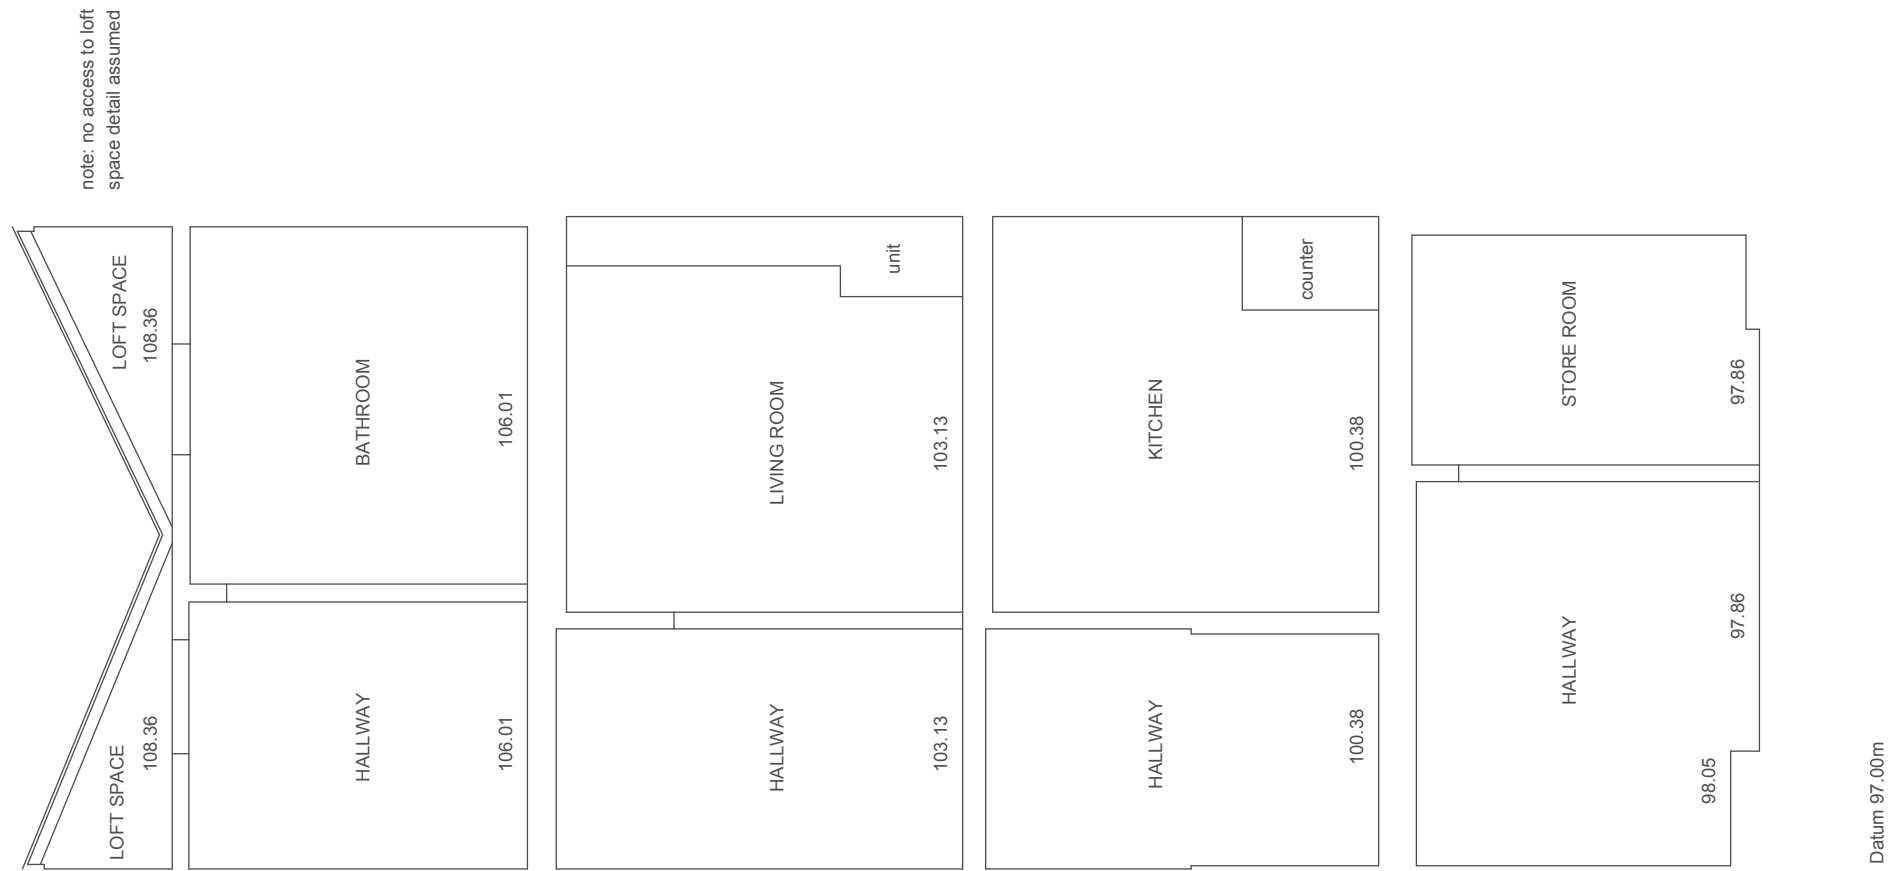 note: no access to loft
space detail assumed
LOFT SPACE
108.36
LOFT SPACE
108.36
HALLWAY
106.01
BATHROOM
106.01
HALLWAY
103.13
LIVING ROOM
103.13
unit
HALLWAY
100.38
KITCHEN
100.38
counter
HALLWAY
98.05
97.86
STORE ROOM
97.86
Datum 97.00m